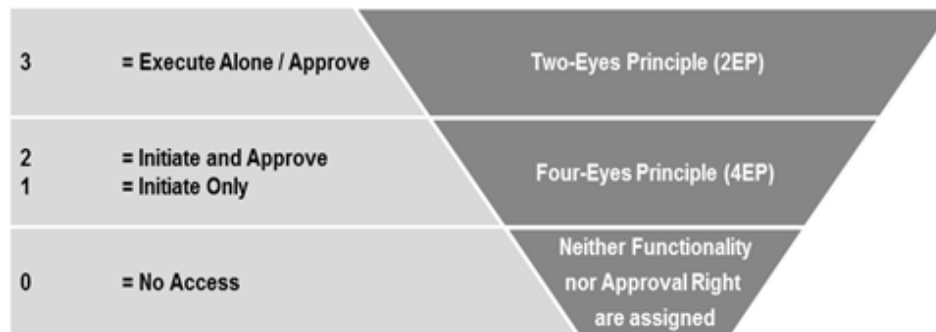 3 = Execute Alone / Approve Two-Eyes Principle (2EP)
2 = Initiate and Approve
1 = Initiate Only
Four-Eyes Principle (4EP)
0 = No Access
Neither Functionality
nor Approval Right
are assigned